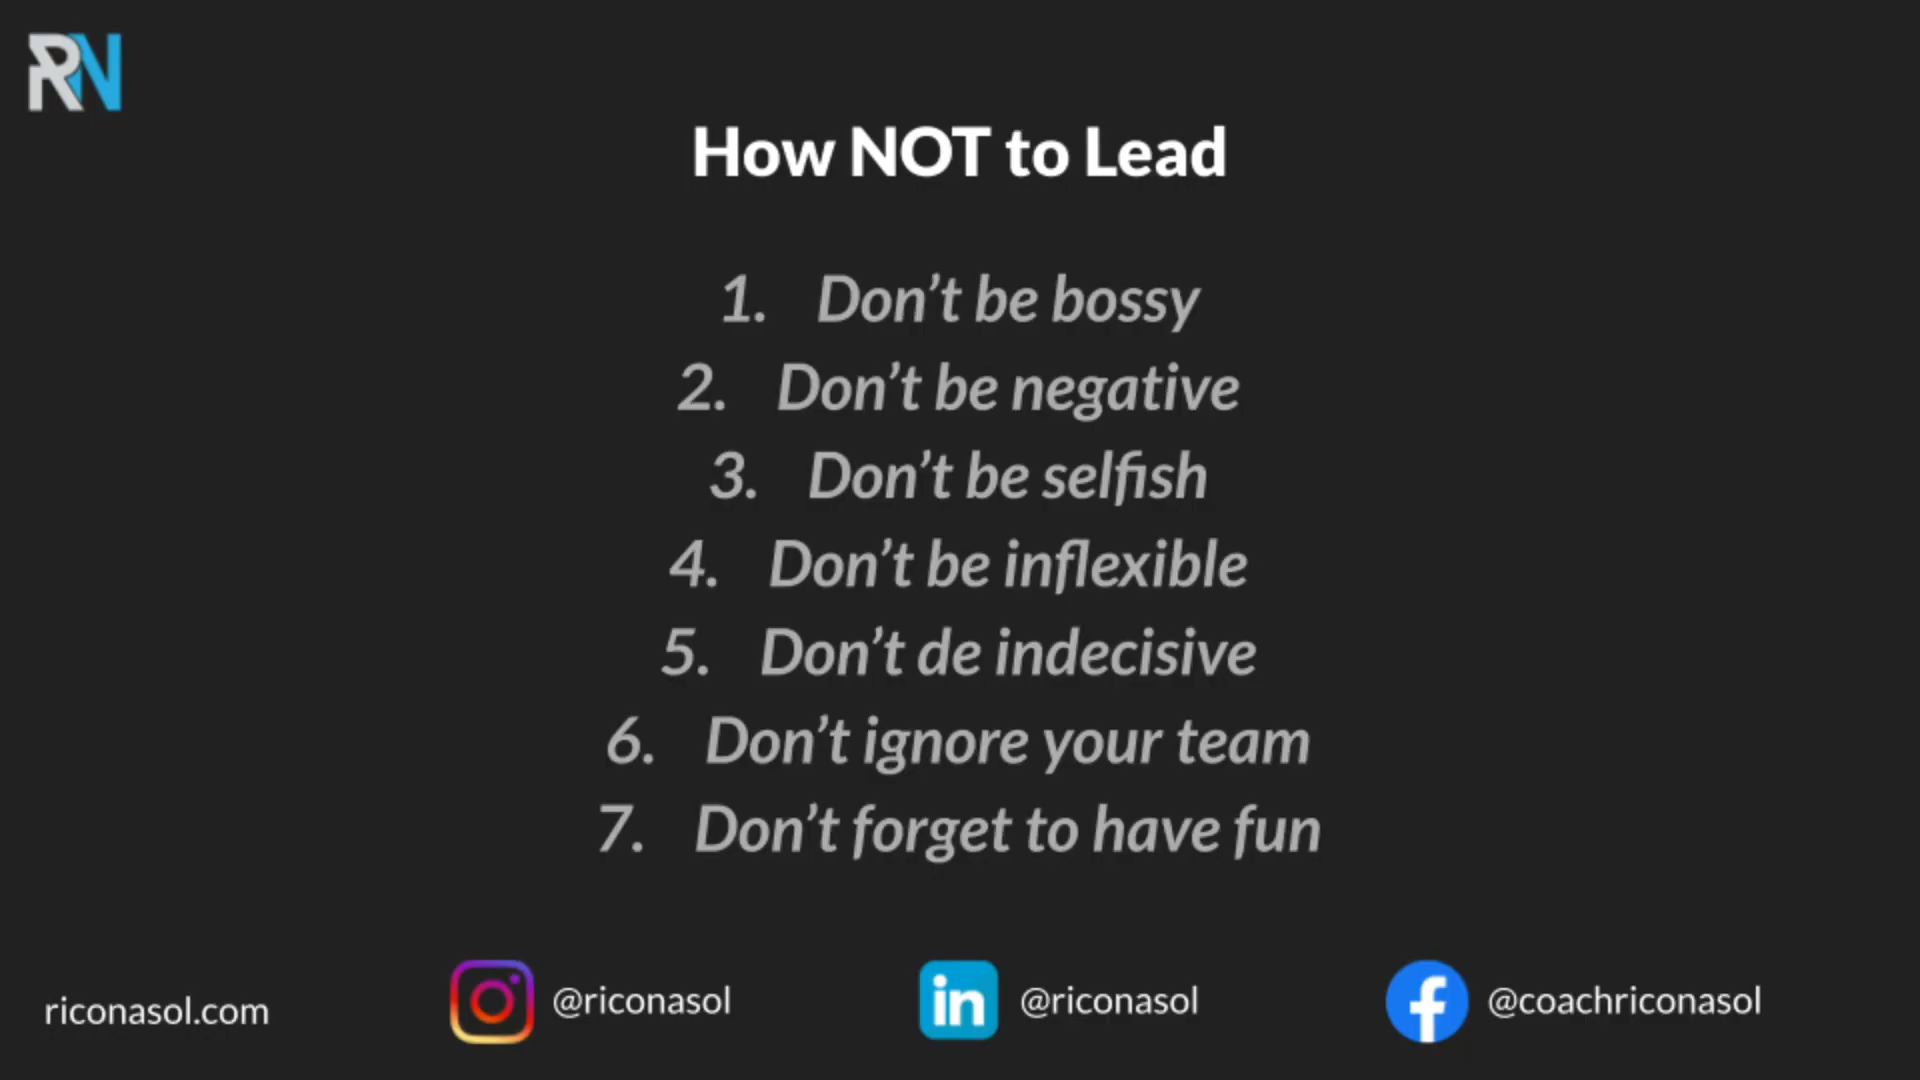 RN
How NOT to Lead
1. Don’t be bossy
2. Don’t be negative
3. Don’t be selfish
4. Don’t be inflexible
5. Don’t de indecisive
6. Don’t ignore your team
7. Don’t forget to have fun
riconasol.com
@riconasol
in @riconasol
f @coachriconasol